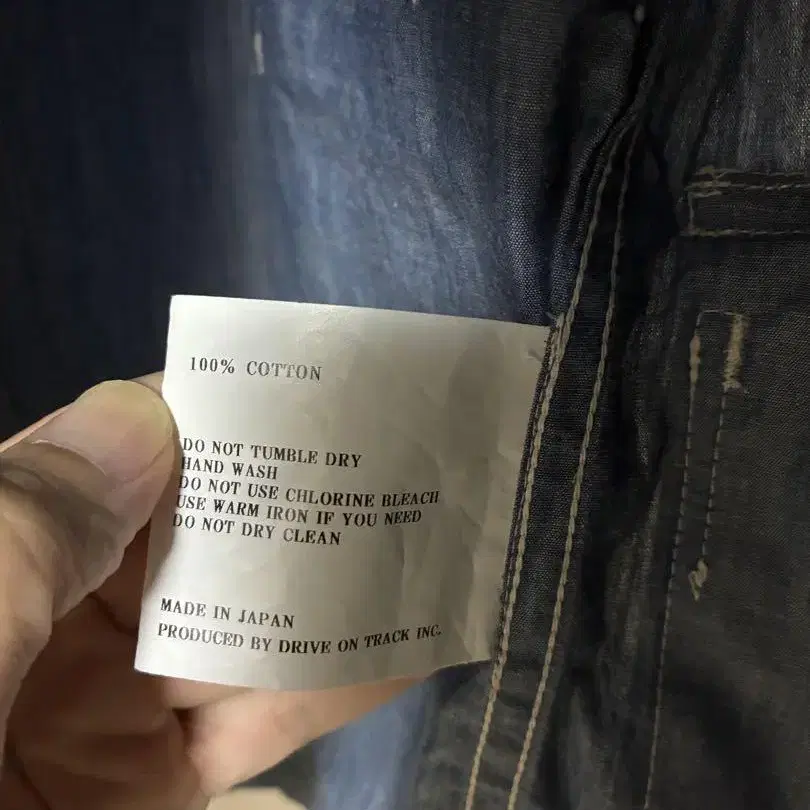 100% COTTON
DO NOT TUMBLE DRY
HAND WASH
DO NOT USE CHLORINE BLEACH
USE WARM IRON IF YOU NEED
DO NOT DRY CLEAN
MADE IN JAPAN
PRODUCED BY DRIVE ON TRACK INC.